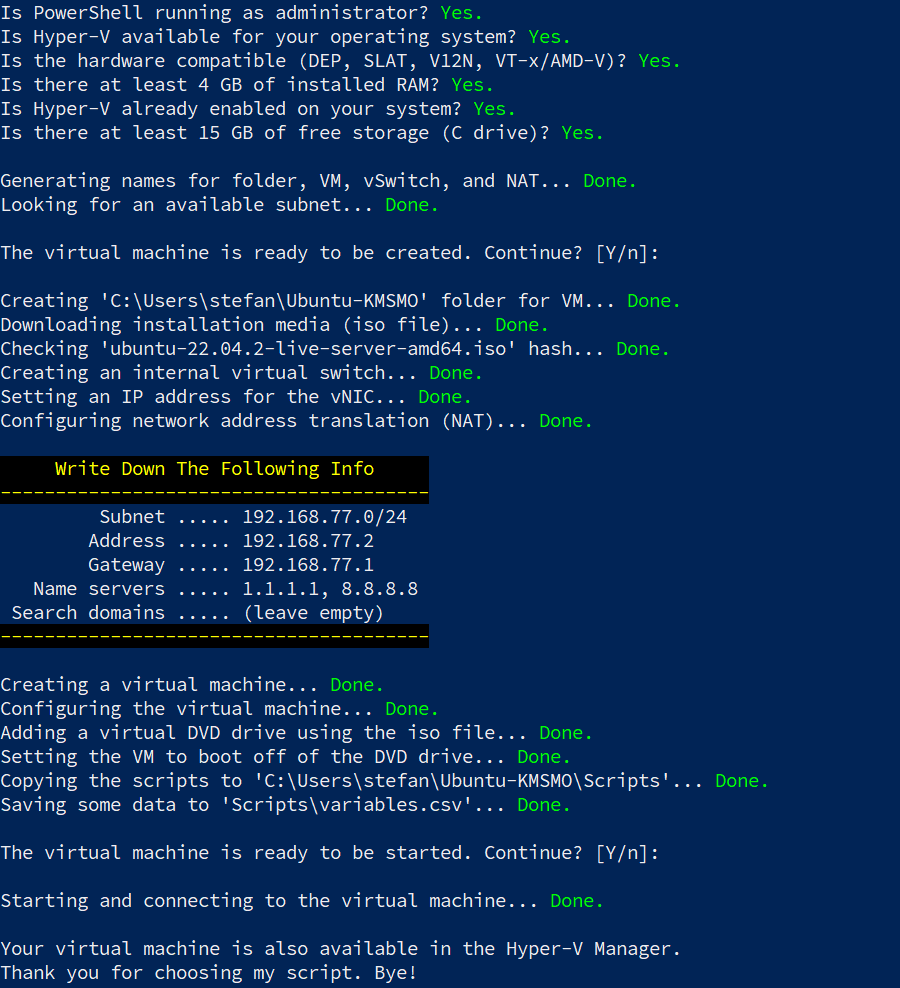 Is PowerShell running as administrator? Yes.
Is Hyper-V available for your operating system? Yes.
Is the hardware compatible (DEP, SLAT, V12N, VT-x/AMD-V)? Yes.
Is there at least 4 GB of installed RAM? Yes.
Is Hyper-V already enabled on your system? Yes.
Is there at least 15 GB of free storage (C drive)? Yes.
Generating names for folder, VM, vSwitch, and NAT... Done.
Looking for an available subnet... Done.
The virtual machine is ready to be created. Continue? [Y/n]:
Creating 'C:\Users\stefan\Ubuntu-KMSMO' folder for VM... Done.
Downloading installation media (iso file)... Done.
Checking 'ubuntu-22.04.2-live-server-amd64.iso' hash... Done.
Creating an internal virtual switch... Done.
Setting an IP address for the vNIC... Done.
Configuring network address translation (NAT)... Done.
Write Down The Following Info
---------------------------------------
Subnet ..... 192.168.77.0/24
Address ..... 192.168.77.2
Gateway ..... 192.168.77.1
Name servers ..... 1.1.1.1, 8.8.8.8
Search domains ..... (leave empty)
---------------------------------------
Creating a virtual machine... Done.
Configuring the virtual machine... Done.
Adding a virtual DVD drive using the iso file... Done.
Setting the VM to boot off of the DVD drive... Done.
Copying the scripts to 'C:\Users\stefan\Ubuntu-KMSMO\Scripts'... Done.
Saving some data to 'Scripts\variables.csv'... Done.
The virtual machine is ready to be started. Continue? [Y/n]:
Starting and connecting to the virtual machine... Done.
Your virtual machine is also available in the Hyper-V Manager.
Thank you for choosing my script. Bye!